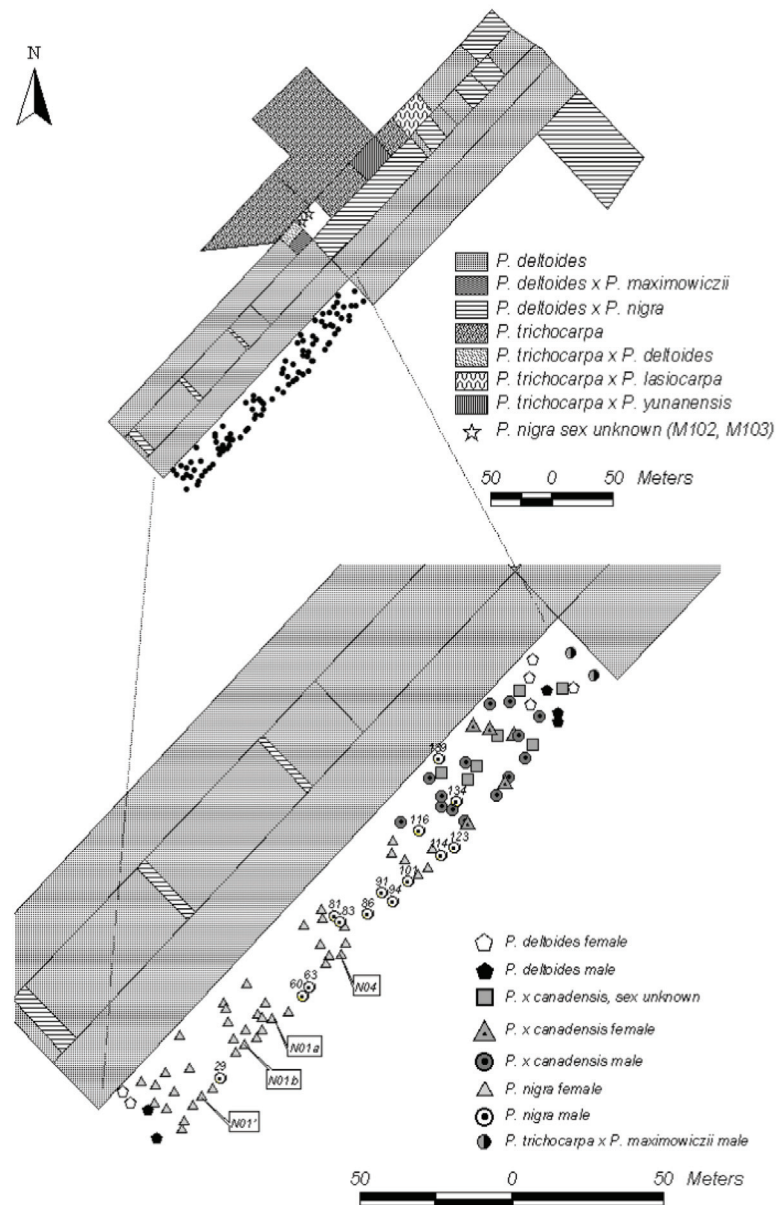 N
P. deltoides
P. deltoides x P. maximowiczii
P. deltoides x P. nigra
P. trichocarpa
P. trichocarpa x P. deltoides
P. trichocarpa x P. lasiocarpa
P. trichocarpa x P. yunanensis
P. nigra sex unknown (M102, M103)
50 0 50 Meters
134
116
123
114
101
91
94
81
83
86
63
60
N04
N01a
N01b
29
N01'
P. deltoides female
P. deltoides male
P. x canadensis, sex unknown
P. x canadensis female
P. x canadensis male
P. nigra female
P. nigra male
P. trichocarpa x P. maximowiczii male
50 0 50 Meters